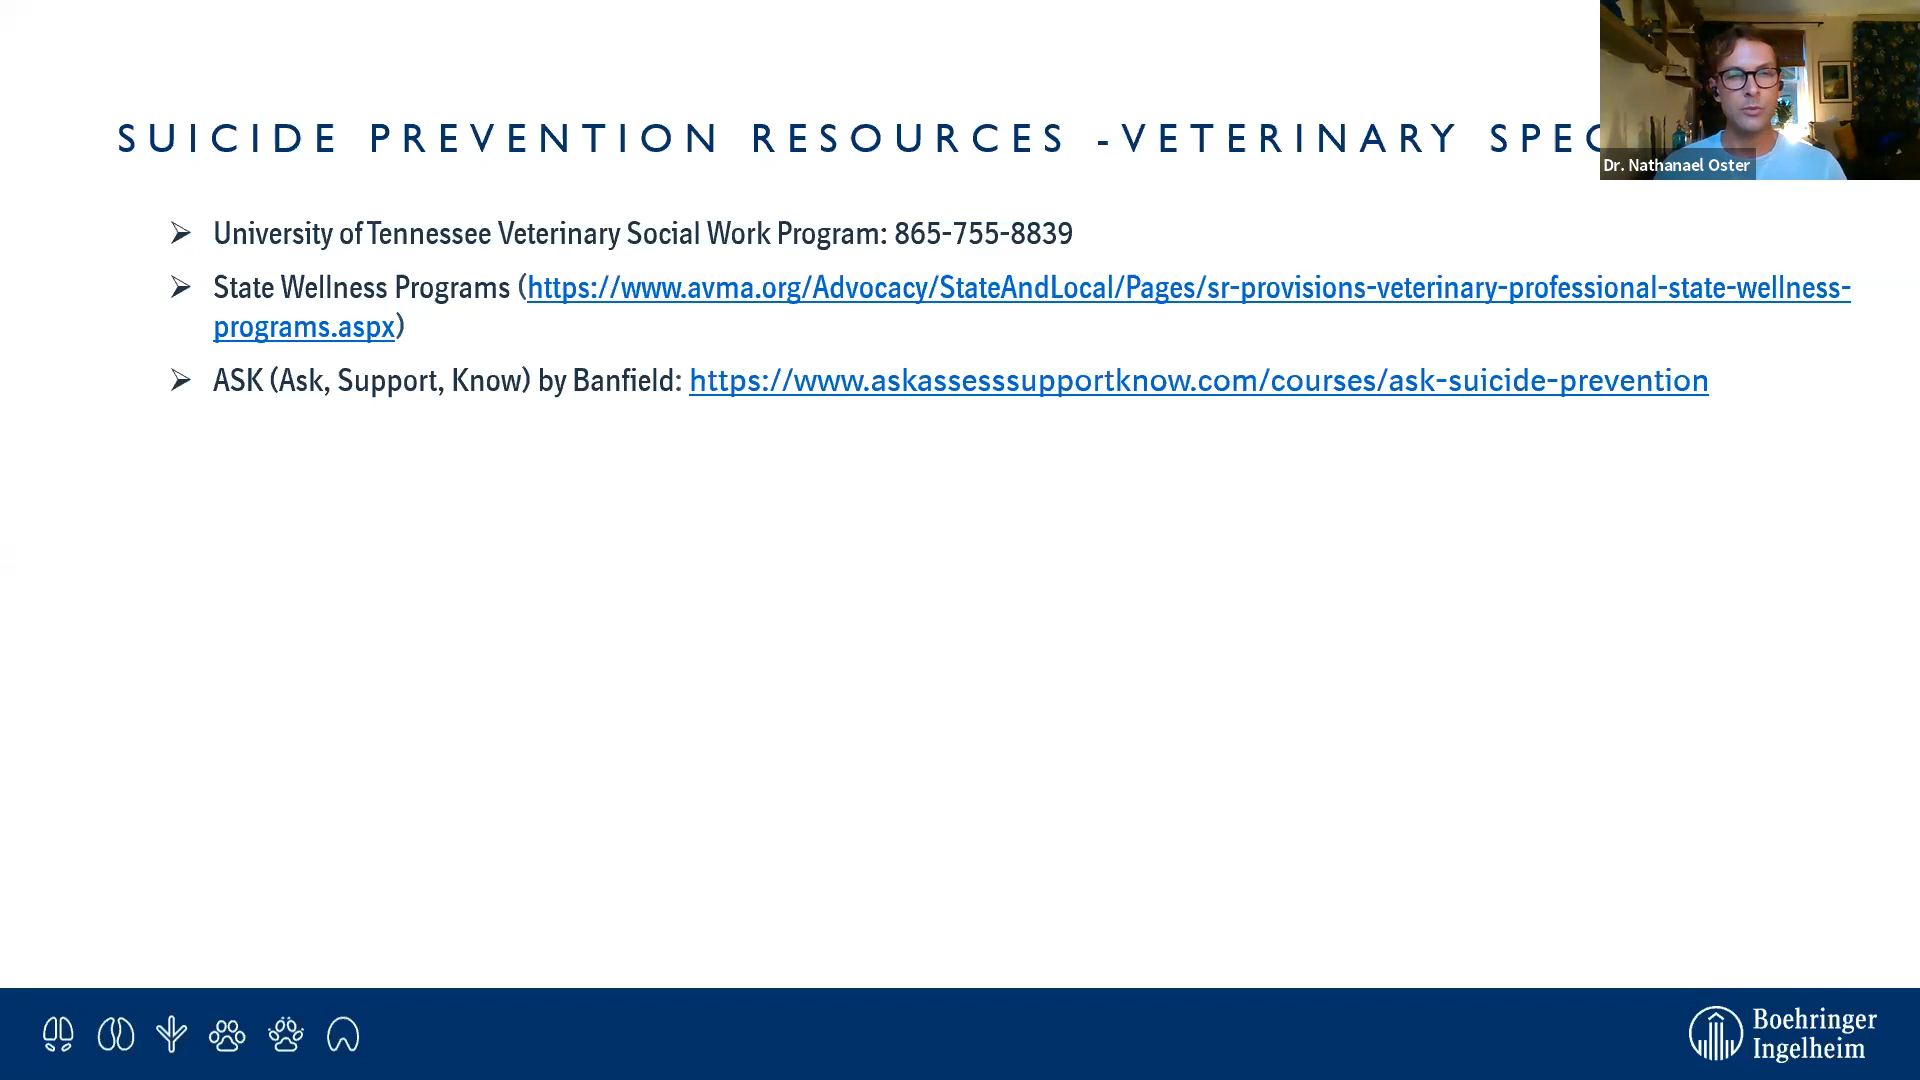 SUICIDE PREVENTION RESOURCES -VETERINARY SPEC
Dr. Nathanael Oster
➢ University of Tennessee Veterinary Social Work Program: 865-755-8839
➢ State Wellness Programs (https://www.avma.org/Advocacy/StateAndLocal/Pages/sr-provisions-veterinary-professional-state-wellness-
programs.aspx)
➢ ASK (Ask, Support, Know) by Banfield: https://www.askassesssupportknow.com/courses/ask-suicide-prevention
Boehringer
Ingelheim